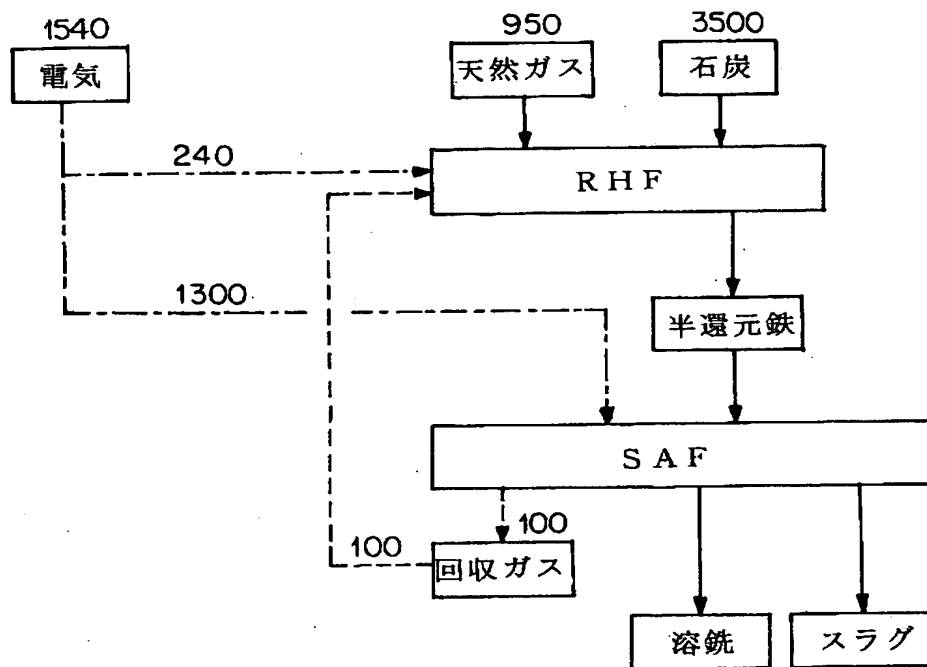 1540
電気
950
天然ガス
3500
石炭
240
RHF
1300
半還元鉄
SAF
100
100
回収ガス
溶銑
スラグ